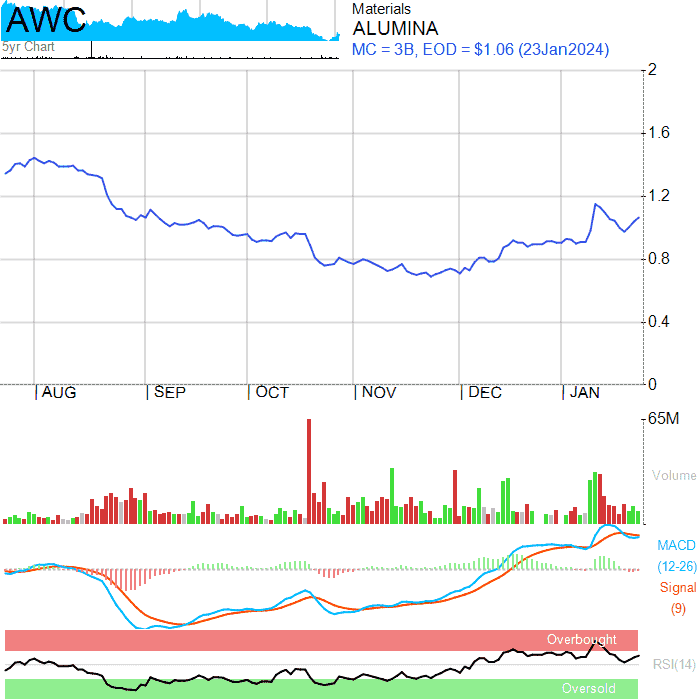 AWC
5yr Chart
Materials
ALUMINA
MC = 3B, EOD = $1.06 (23Jan2024)
2
1.6
1.2
0.8
0.4
0
AUG SEP OCT NOV DEC JAN
65M
Volume
MACD
(12-26)
Signal
(9)
Overbought
RSI(14)
Oversold